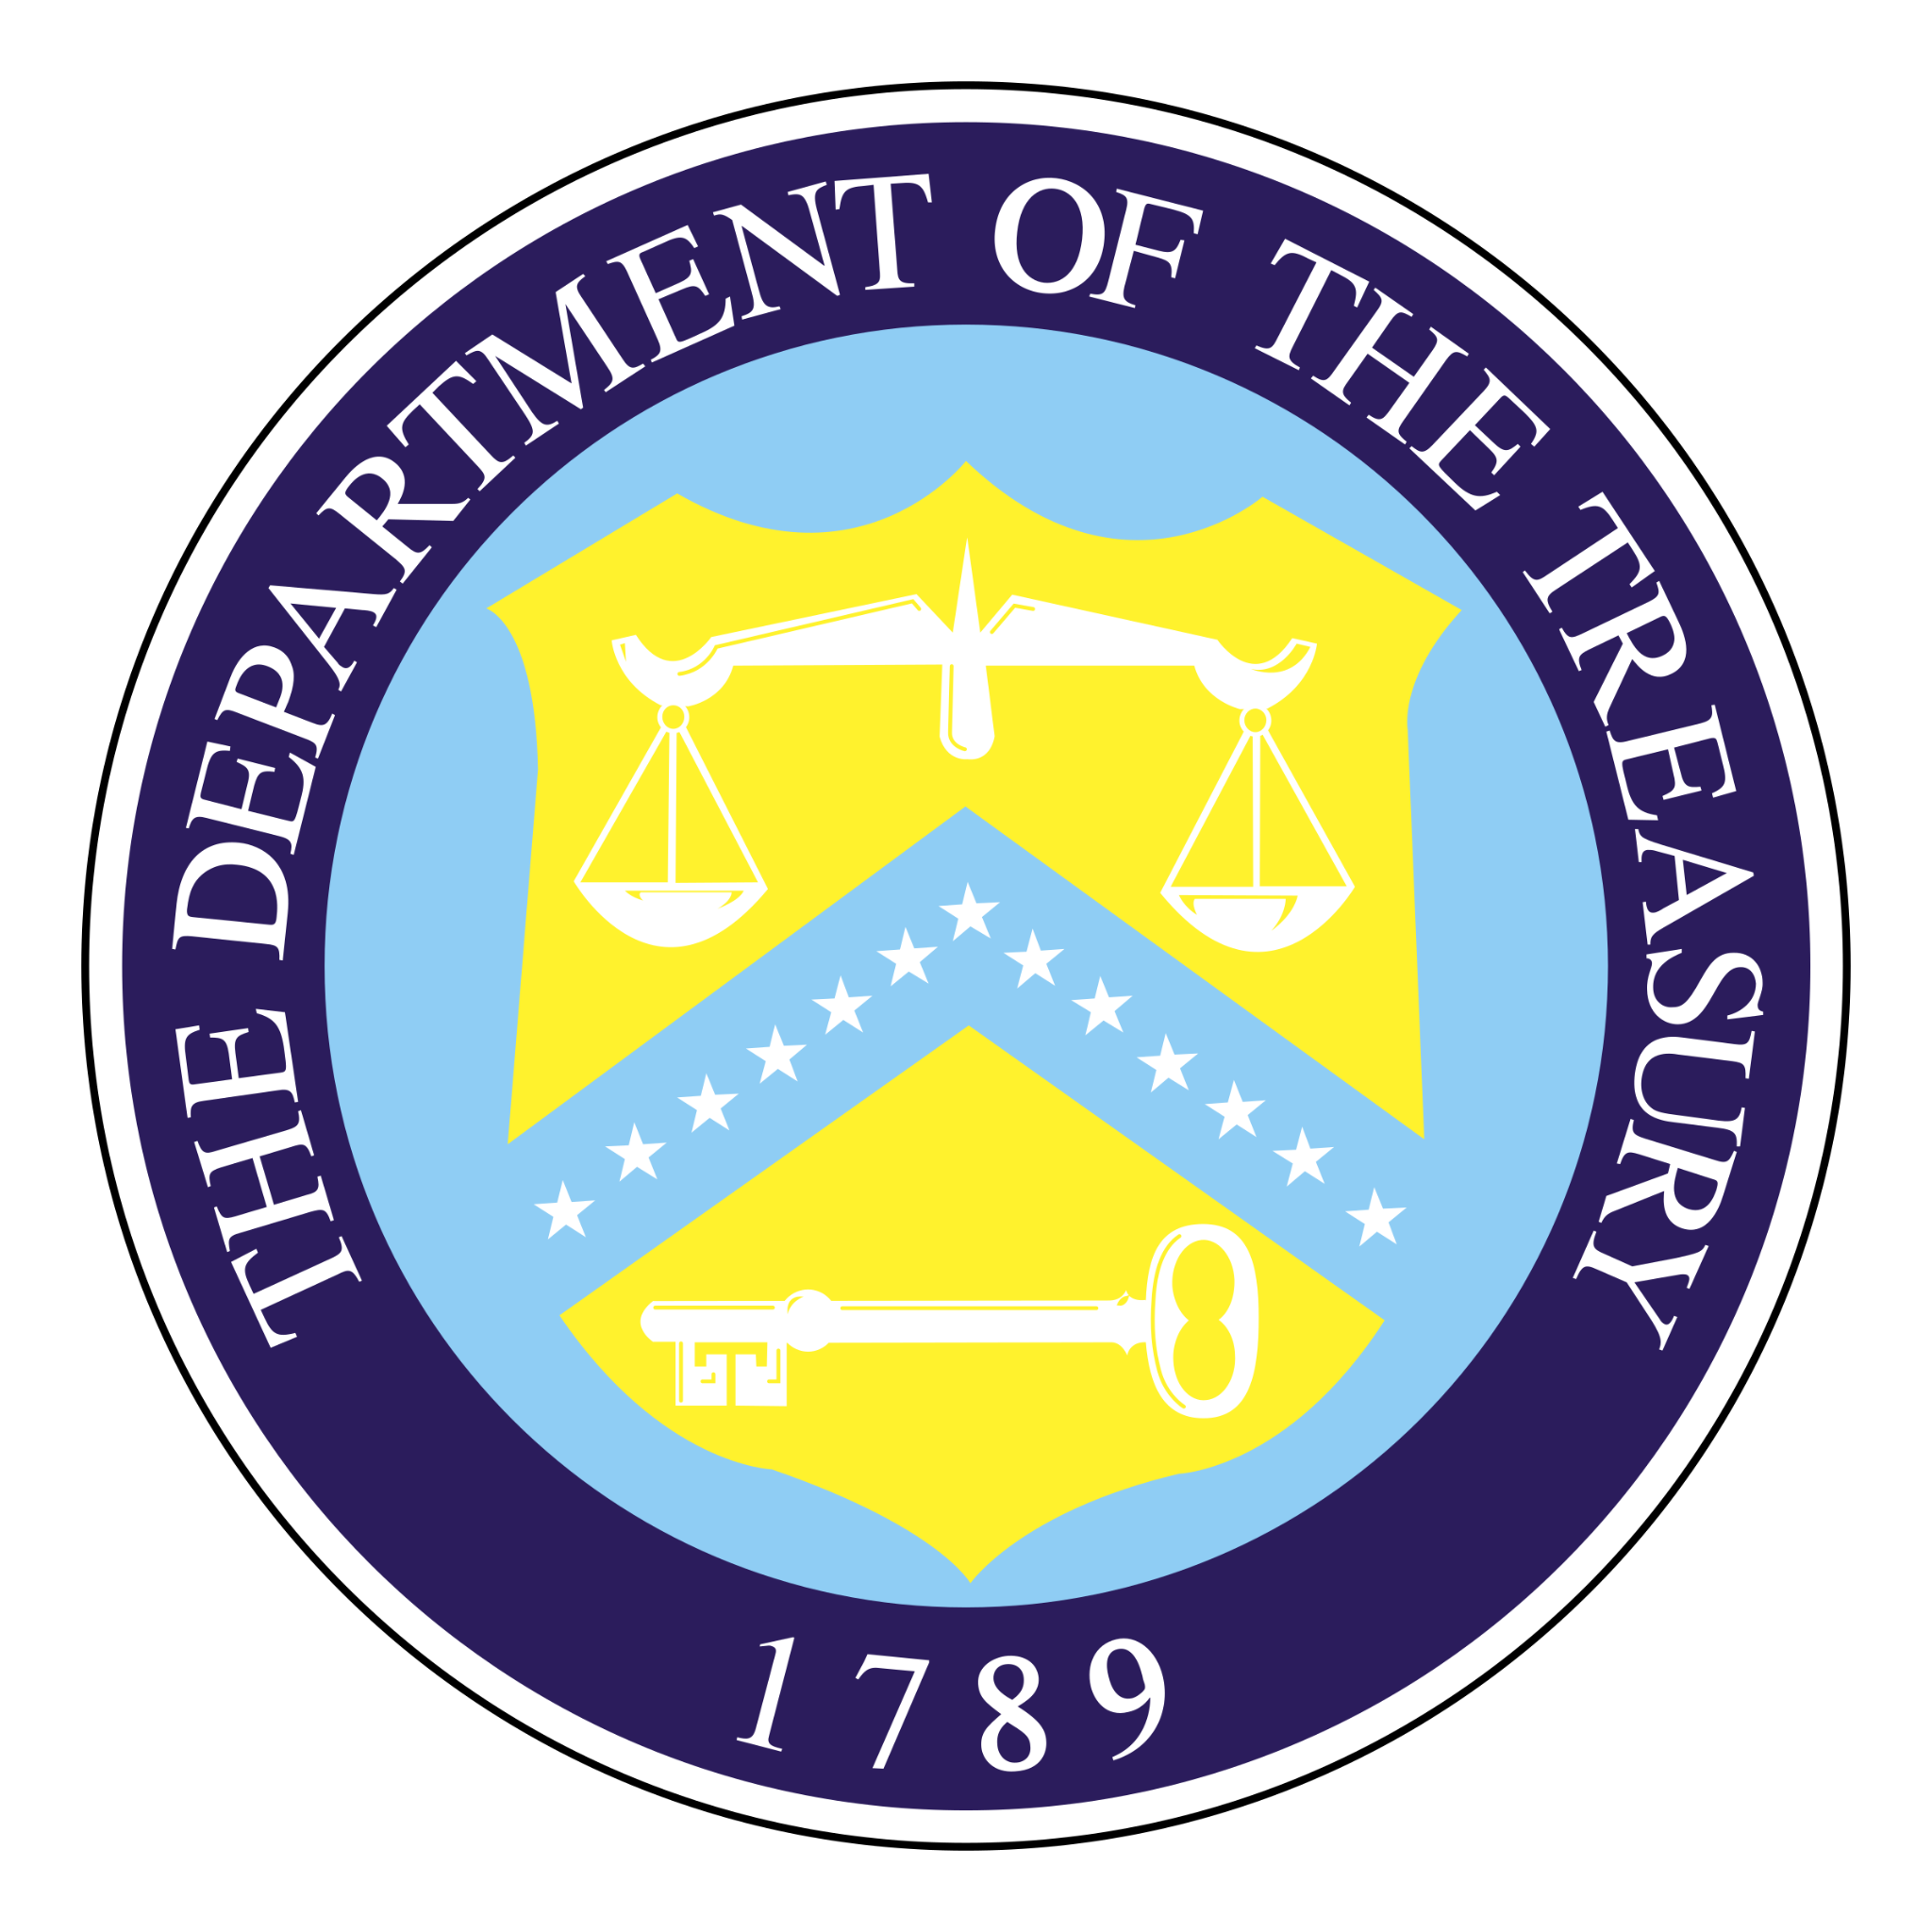 THE DEPARTMENT OF THE TREASURY
1789